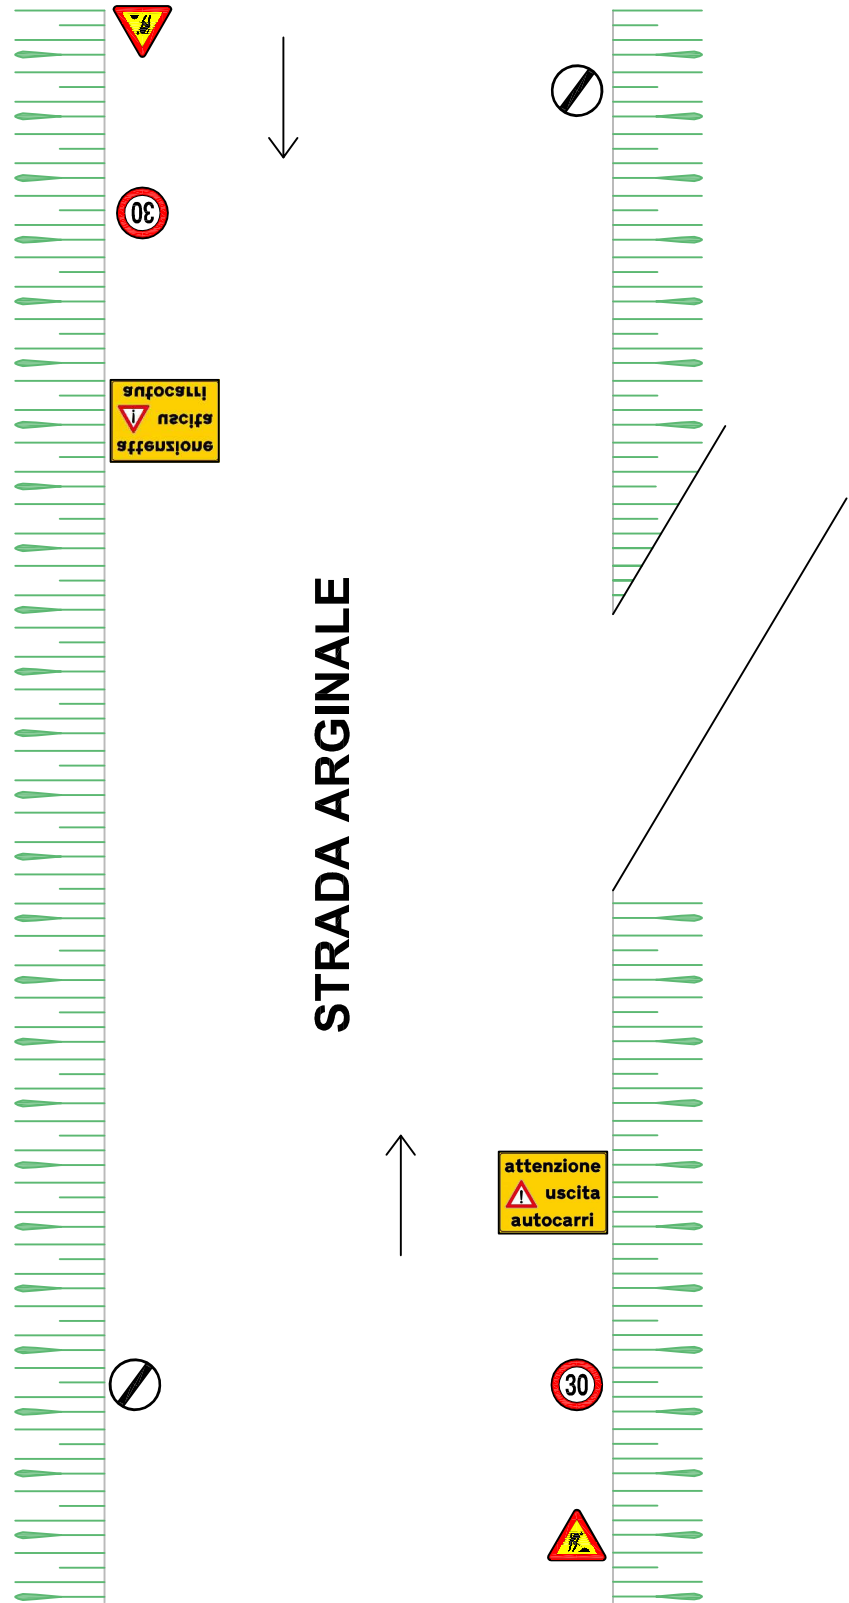 30
autocarri
! uscita
attenzione
STRADA ARGINALE
attenzione
! uscita
autocarri
30